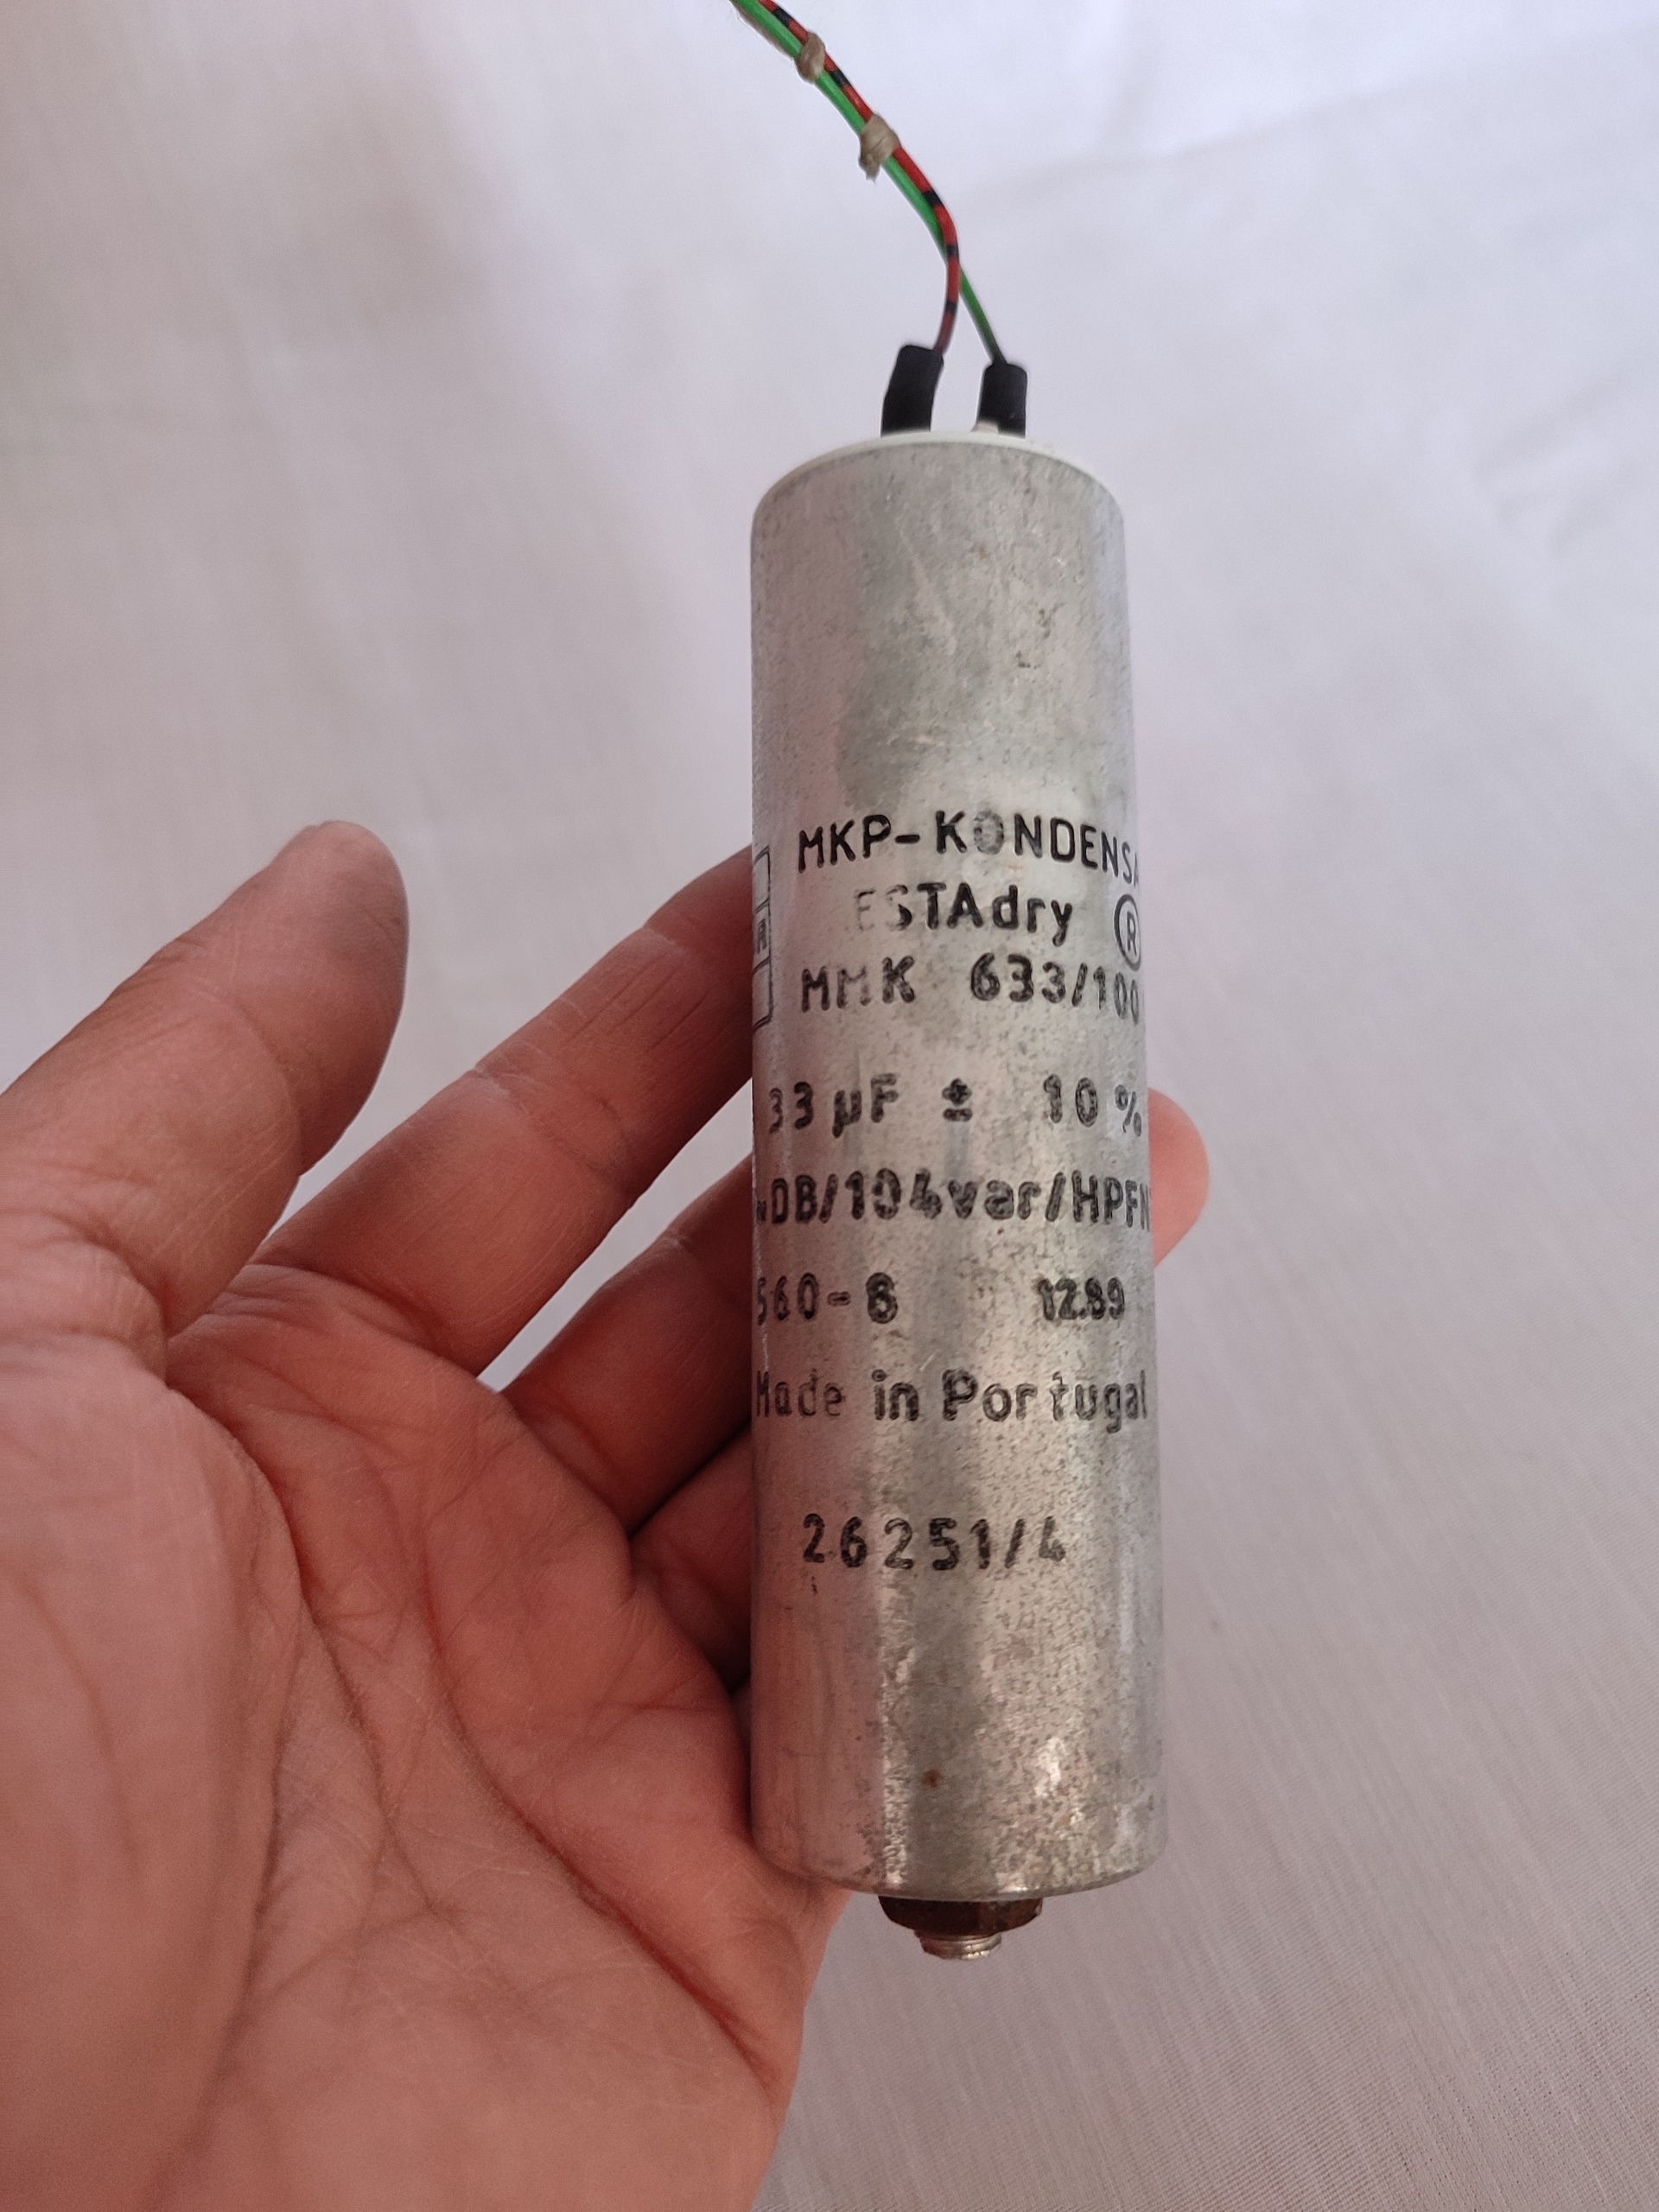 MKP-KONDENSA
ESTAdry ®
MMK 633/100
33 µF ± 10 %
~DB/104var/HPFN
560-8 12.89
Made in Portugal
26251/4